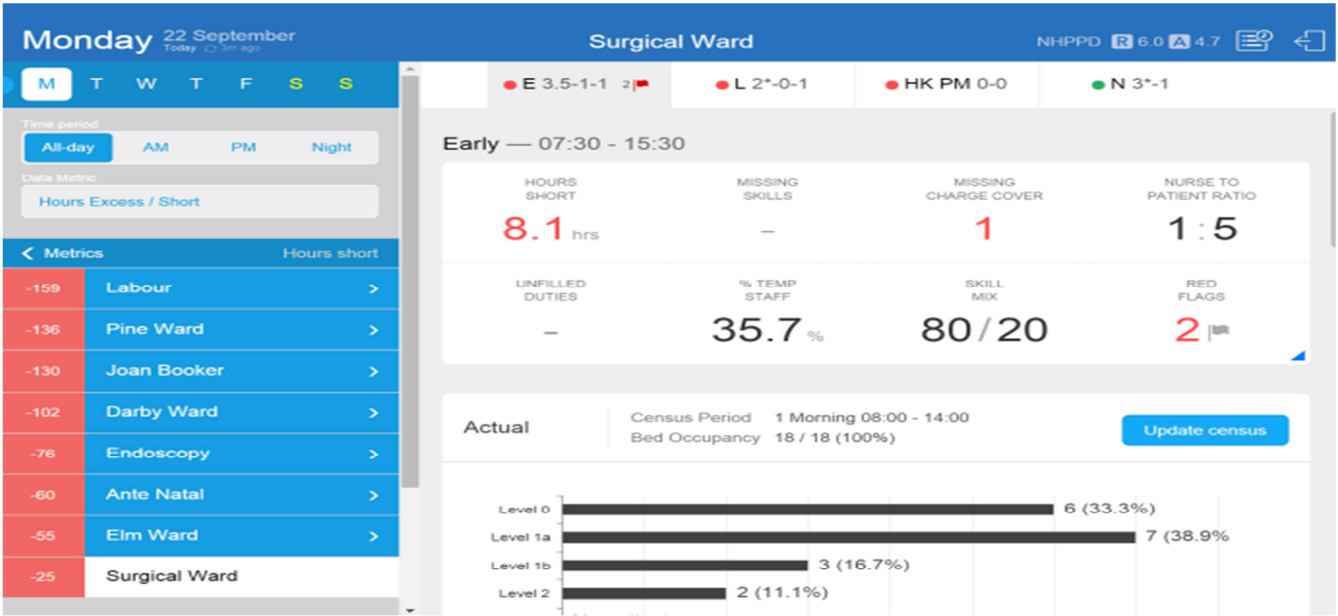 Monday 22 September
Today 3m ago
Surgical Ward
NHPPD R 6.0 A 4.7
M T W T F S S
E 3.5-1-1 2
L 2*-0-1
HK PM 0-0
N 3*-1
Time period
All-day AM PM Night
Data Metric
Hours Excess / Short
Metrics Hours short
-159 Labour
-136 Pine Ward
-130 Joan Booker
-102 Darby Ward
-76 Endoscopy
-60 Ante Natal
-55 Elm Ward
-25 Surgical Ward
Early — 07:30 - 15:30
HOURS
SHORT
8.1 hrs
MISSING
SKILLS
–
MISSING
CHARGE COVER
1
NURSE TO
PATIENT RATIO
1 : 5
UNFILLED
DUTIES
–
% TEMP
STAFF
35.7 %
SKILL
MIX
80/20
RED
FLAGS
2
Actual
Census Period 1 Morning 08:00 - 14:00
Bed Occupancy 18 / 18 (100%)
Update census
Level 0 6 (33.3%)
Level 1a 7 (38.9%
Level 1b 3 (16.7%)
Level 2 2 (11.1%)